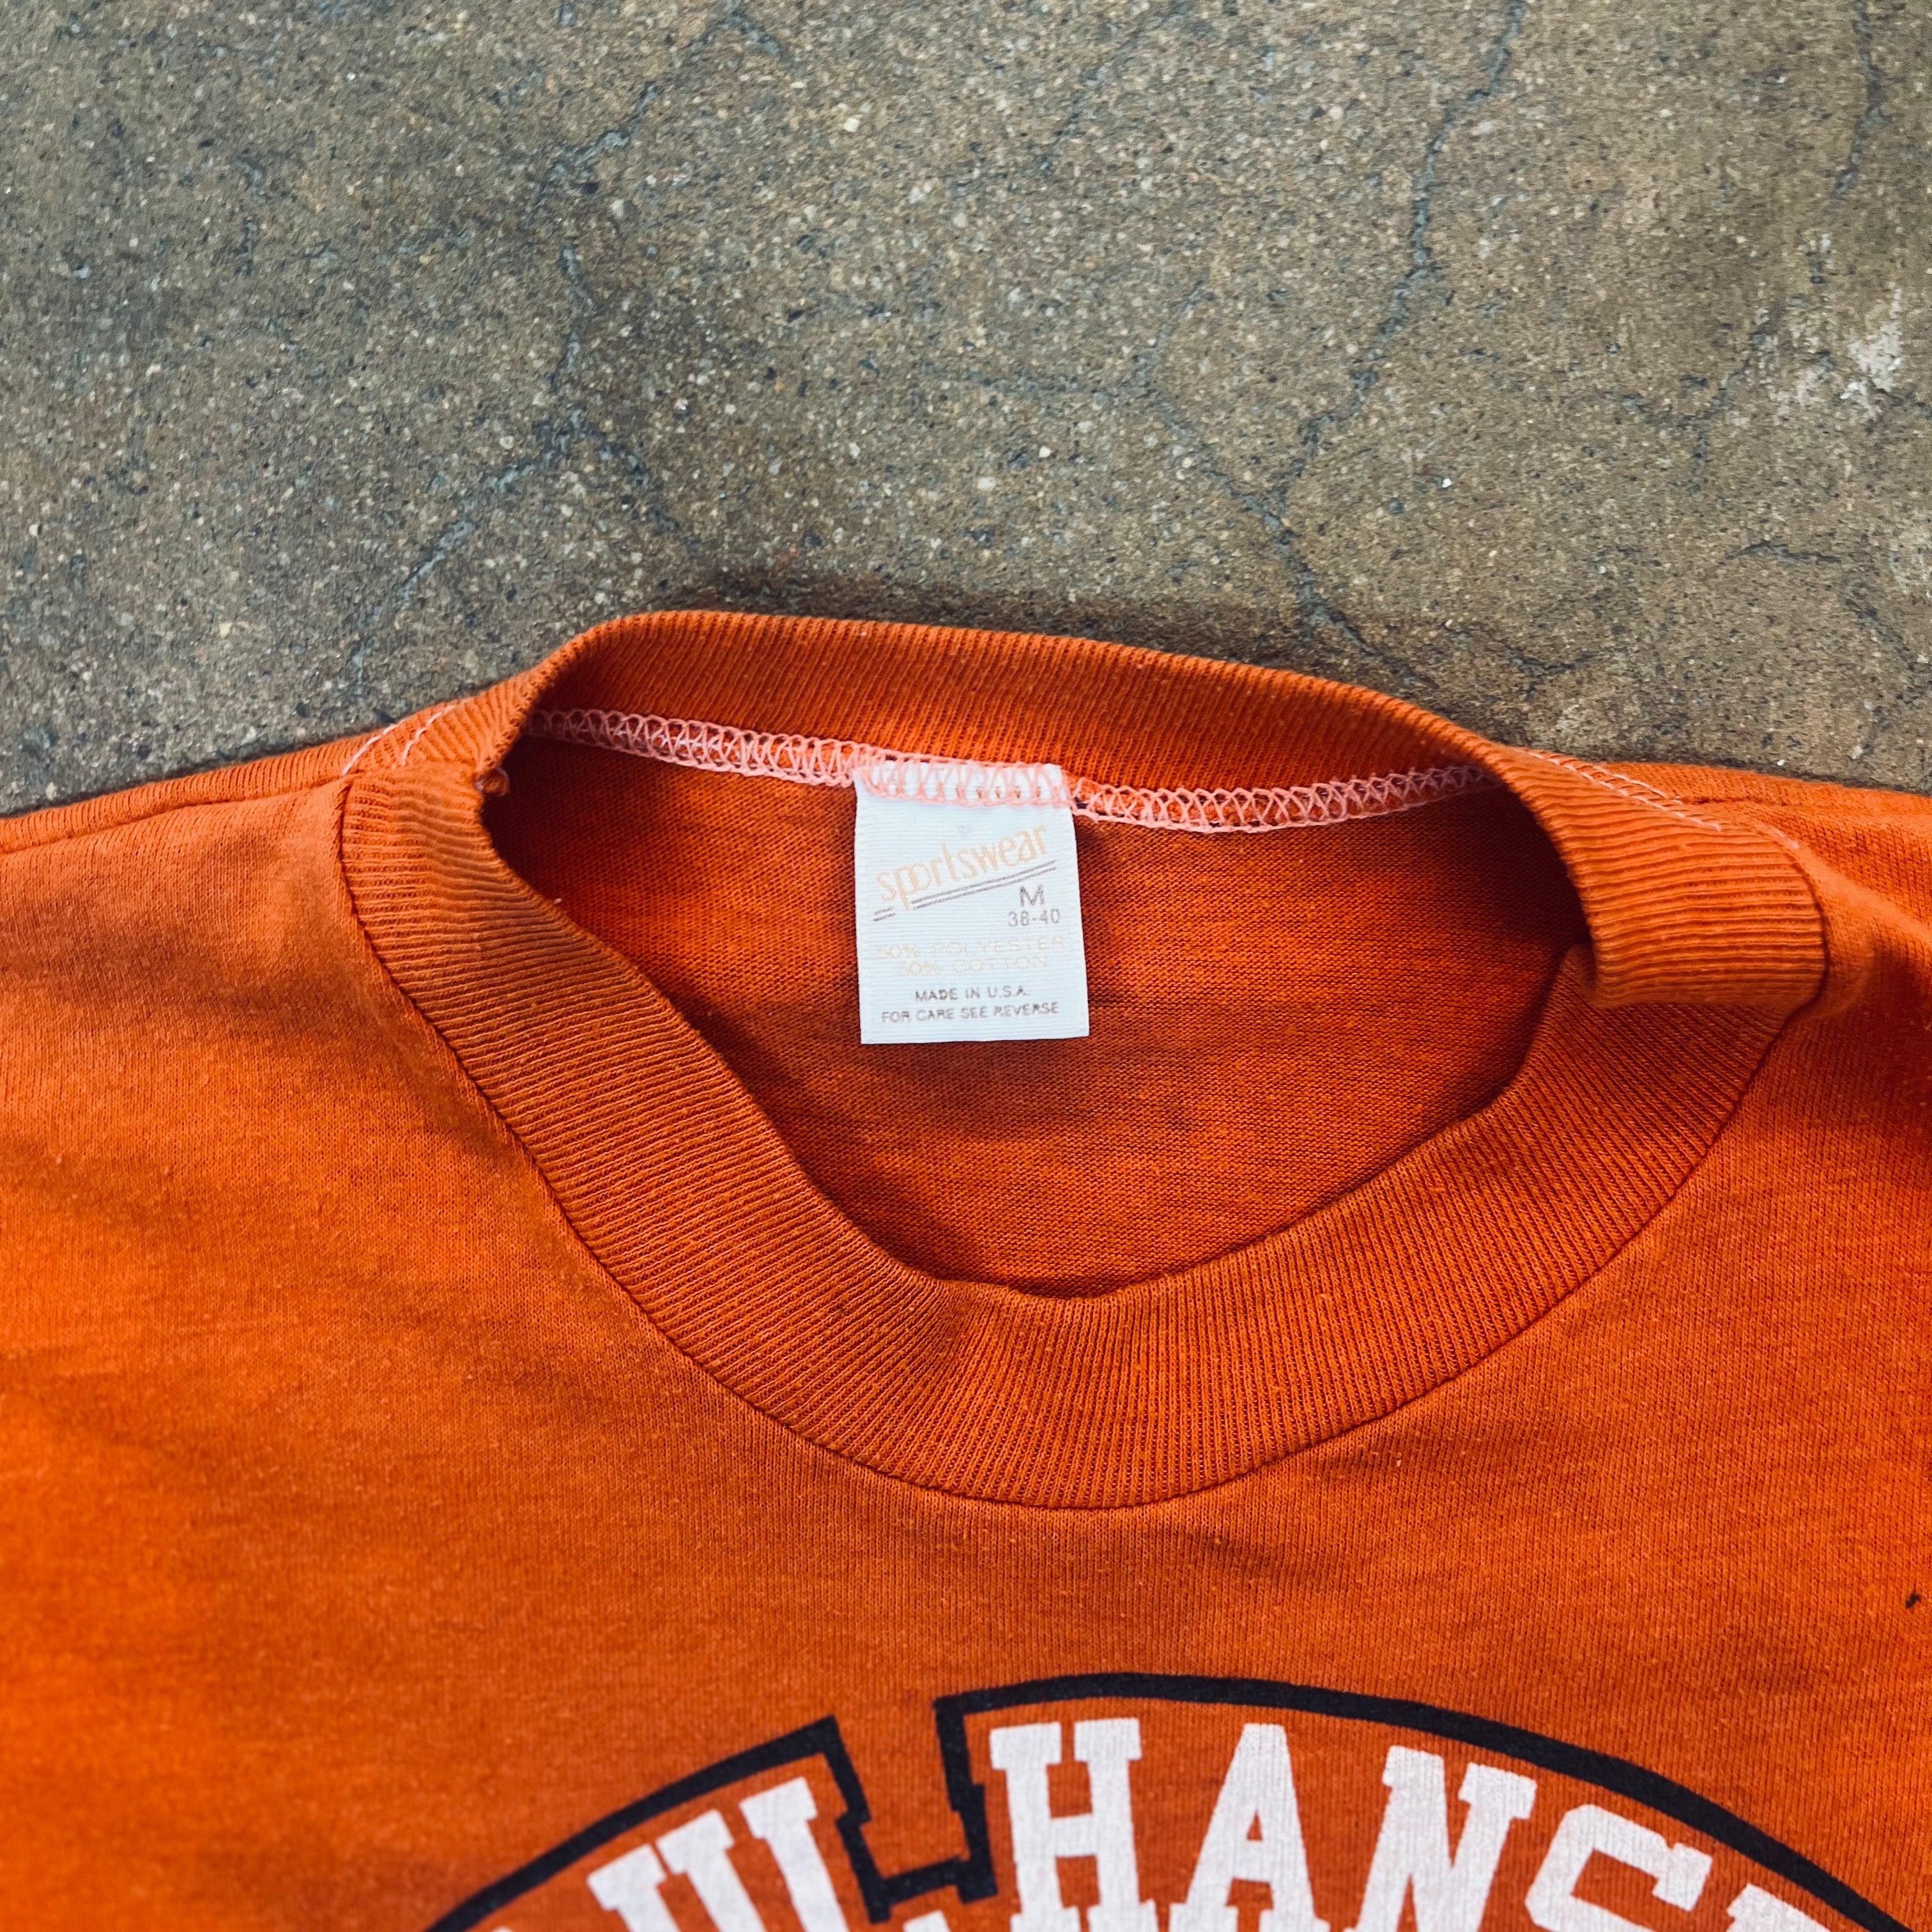 sportswear
M
38-40
50% POLYESTER
50% COTTON
MADE IN U.S.A.
FOR CARE SEE REVERSE